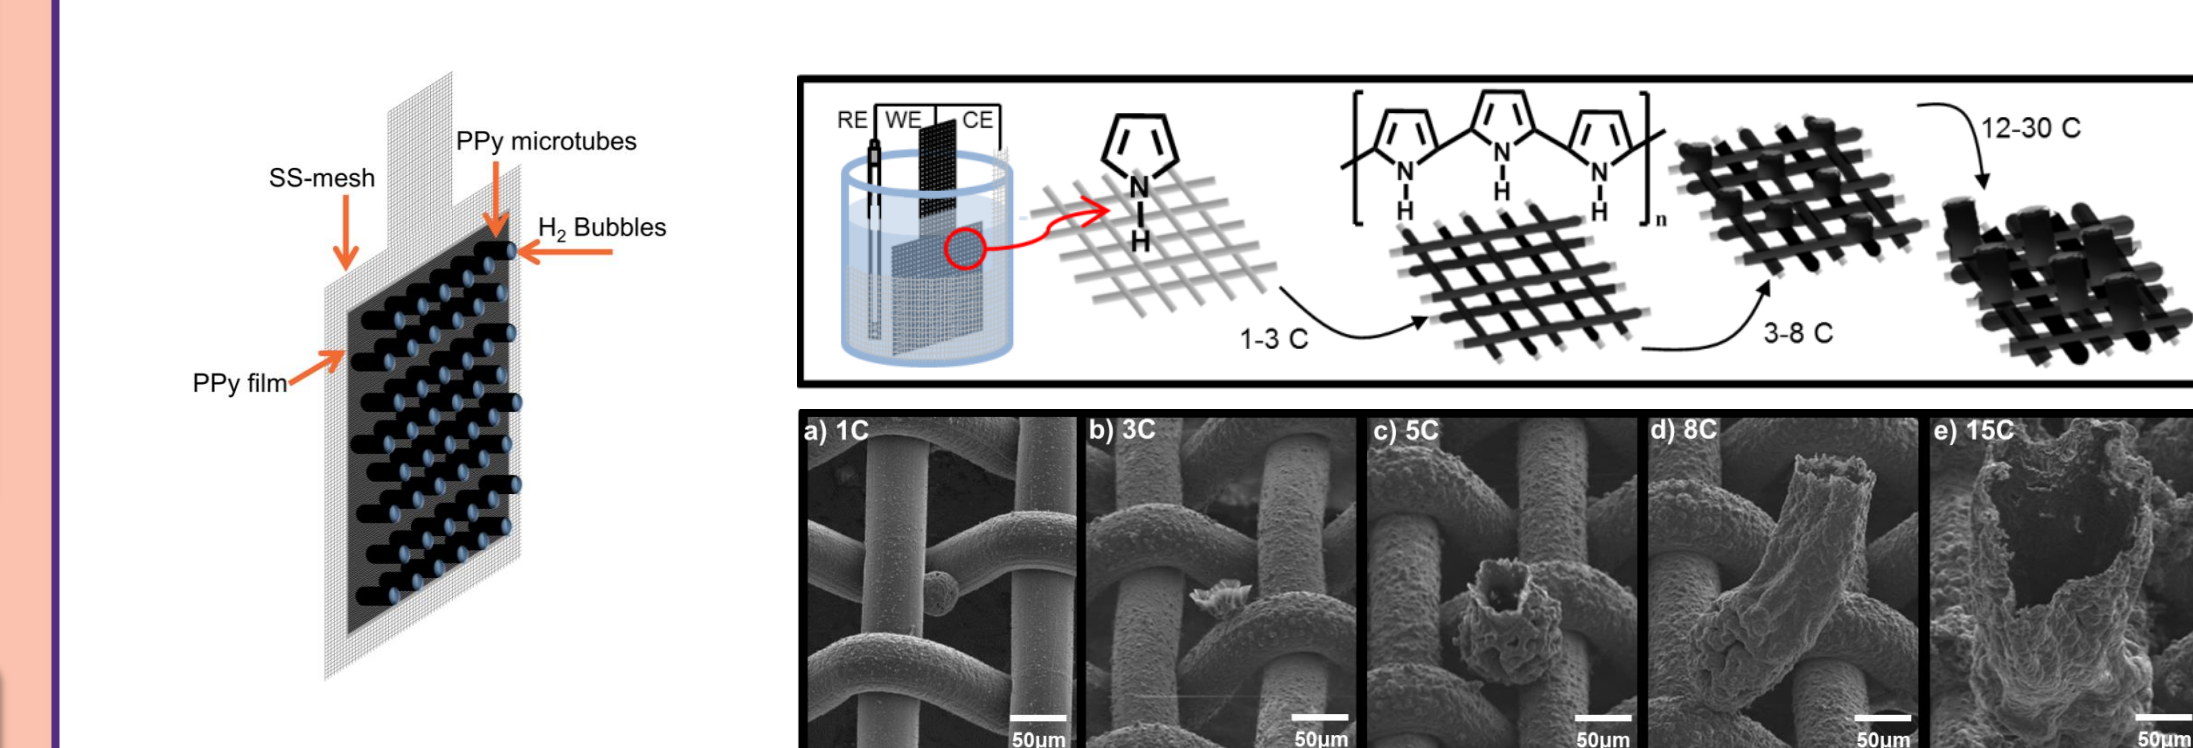 PPy microtubes
SS-mesh
H₂ Bubbles
PPy film
RE WE CE
N
H
1-3 C
N
H
N
H
N
H
n
3-8 C
12-30 C
a) 1C
b) 3C
c) 5C
d) 8C
e) 15C
50µm
50µm
50µm
50µm
50µm